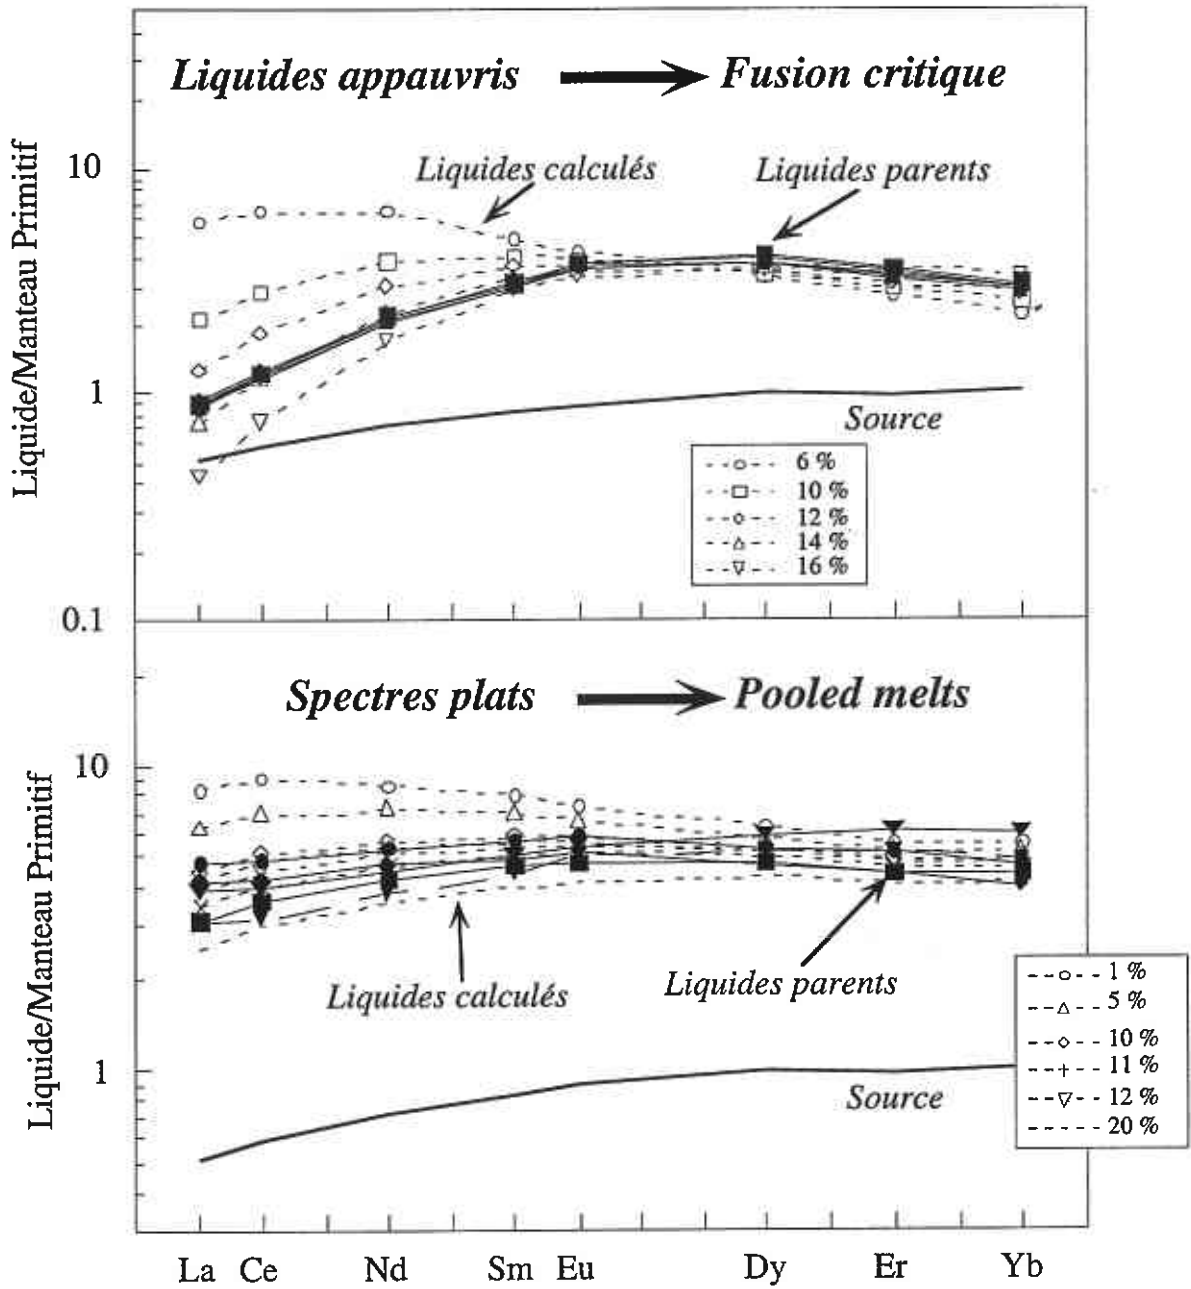 Liquides appauvris
Fusion critique
Liquides calculés
Liquides parents
Liquide/Manteau Primitif
10
1
0.1
Source
6 %
10 %
12 %
14 %
16 %
Spectres plats
Pooled melts
Liquide/Manteau Primitif
10
1
Liquides calculés
Liquides parents
Source
1 %
5 %
10 %
11 %
12 %
20 %
La Ce Nd Sm Eu Dy Er Yb